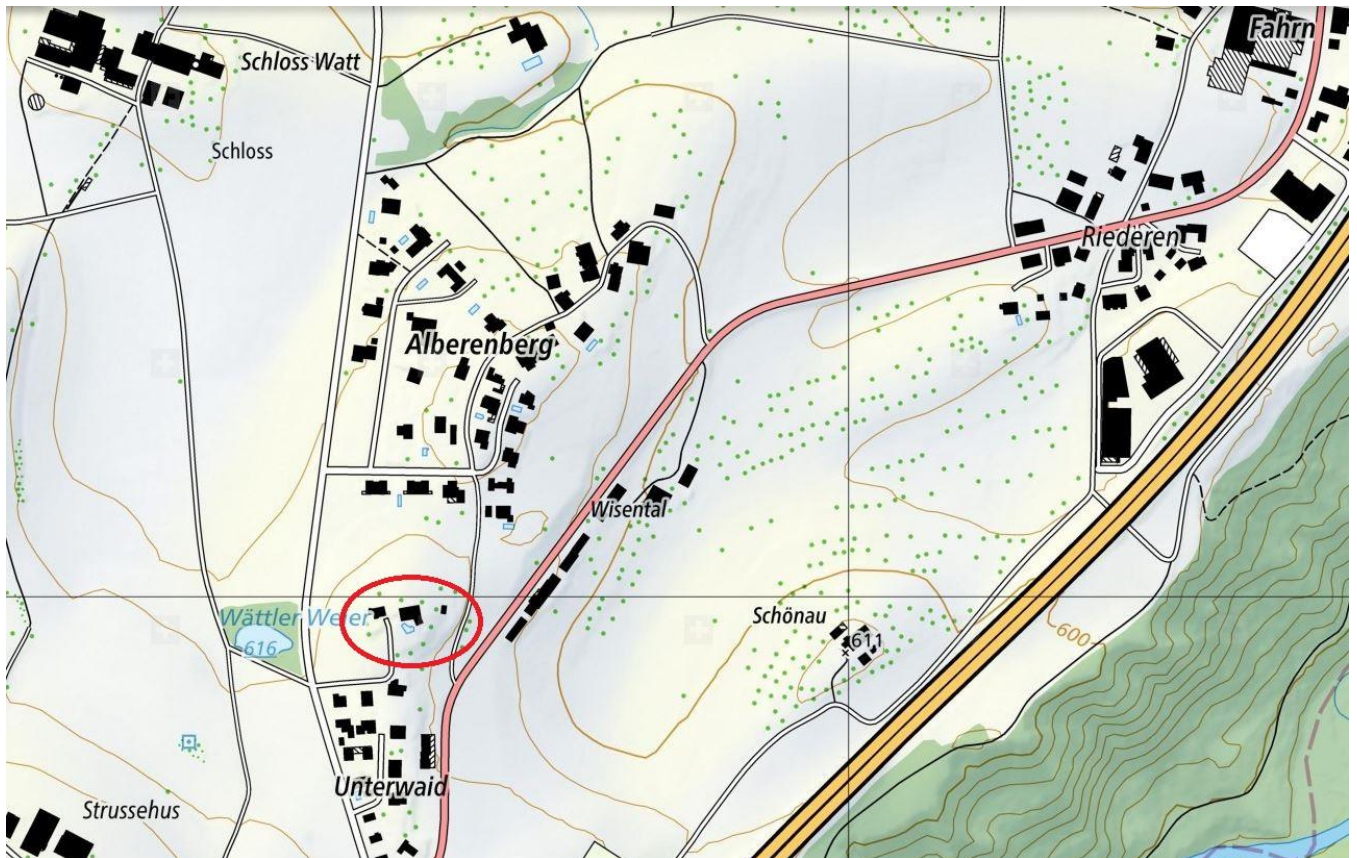 Fahrn
Schloss Watt
Schloss
Riederen
Alberenberg
Wisental
Wättler Weier
616
Schönau
611
600
Unterwaid
Strussehus